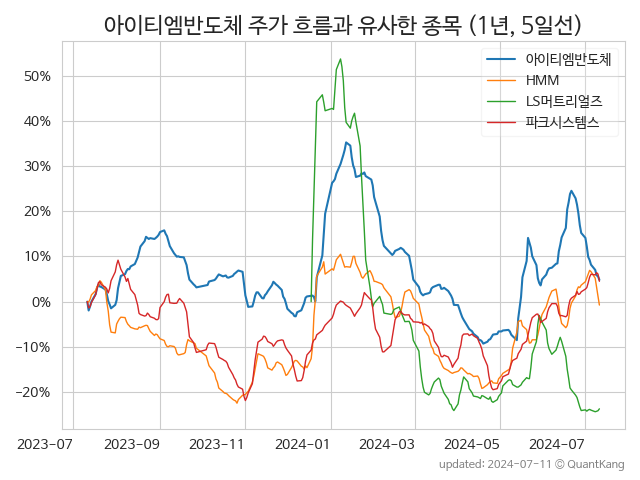 아이티엠반도체 주가 흐름과 유사한 종목 (1년, 5일선)
아이티엠반도체
HMM
LS머트리얼즈
파크시스템스
50%
40%
30%
20%
10%
0%
−10%
−20%
2023-07 2023-09 2023-11 2024-01 2024-03 2024-05 2024-07
updated: 2024-07-11 © QuantKang